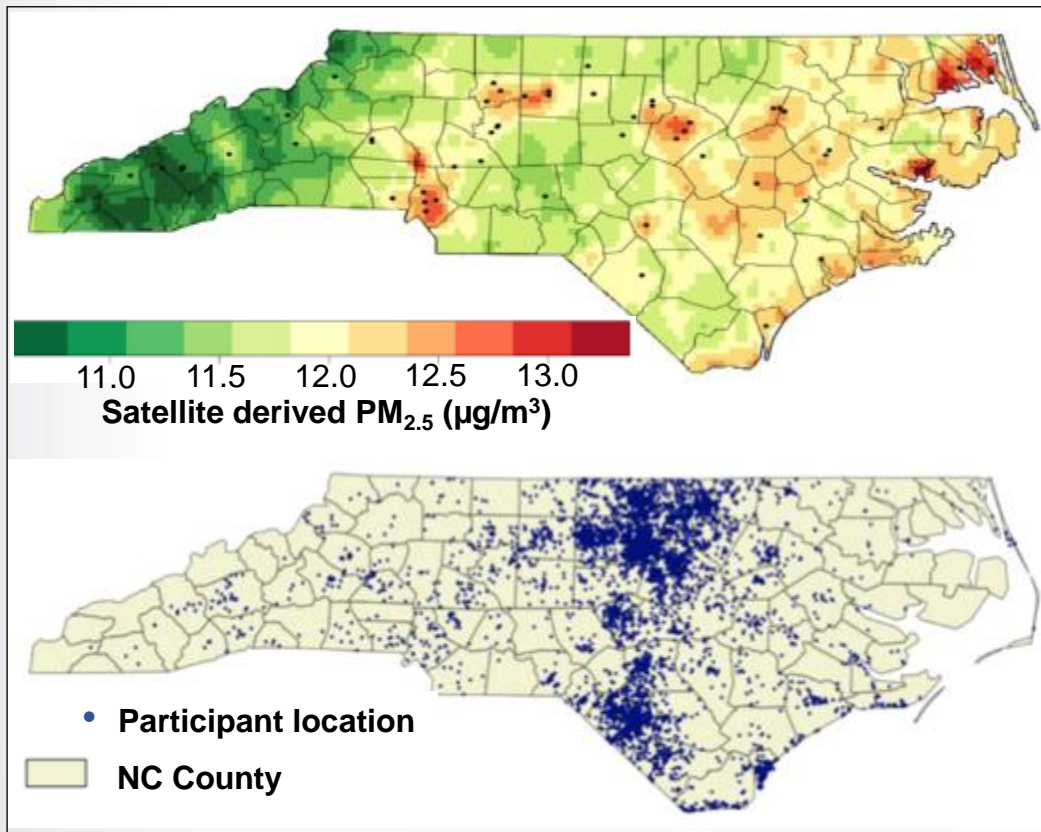 11.0 11.5 12.0 12.5 13.0
Satellite derived PM2.5 (µg/m³)
Participant location
NC County